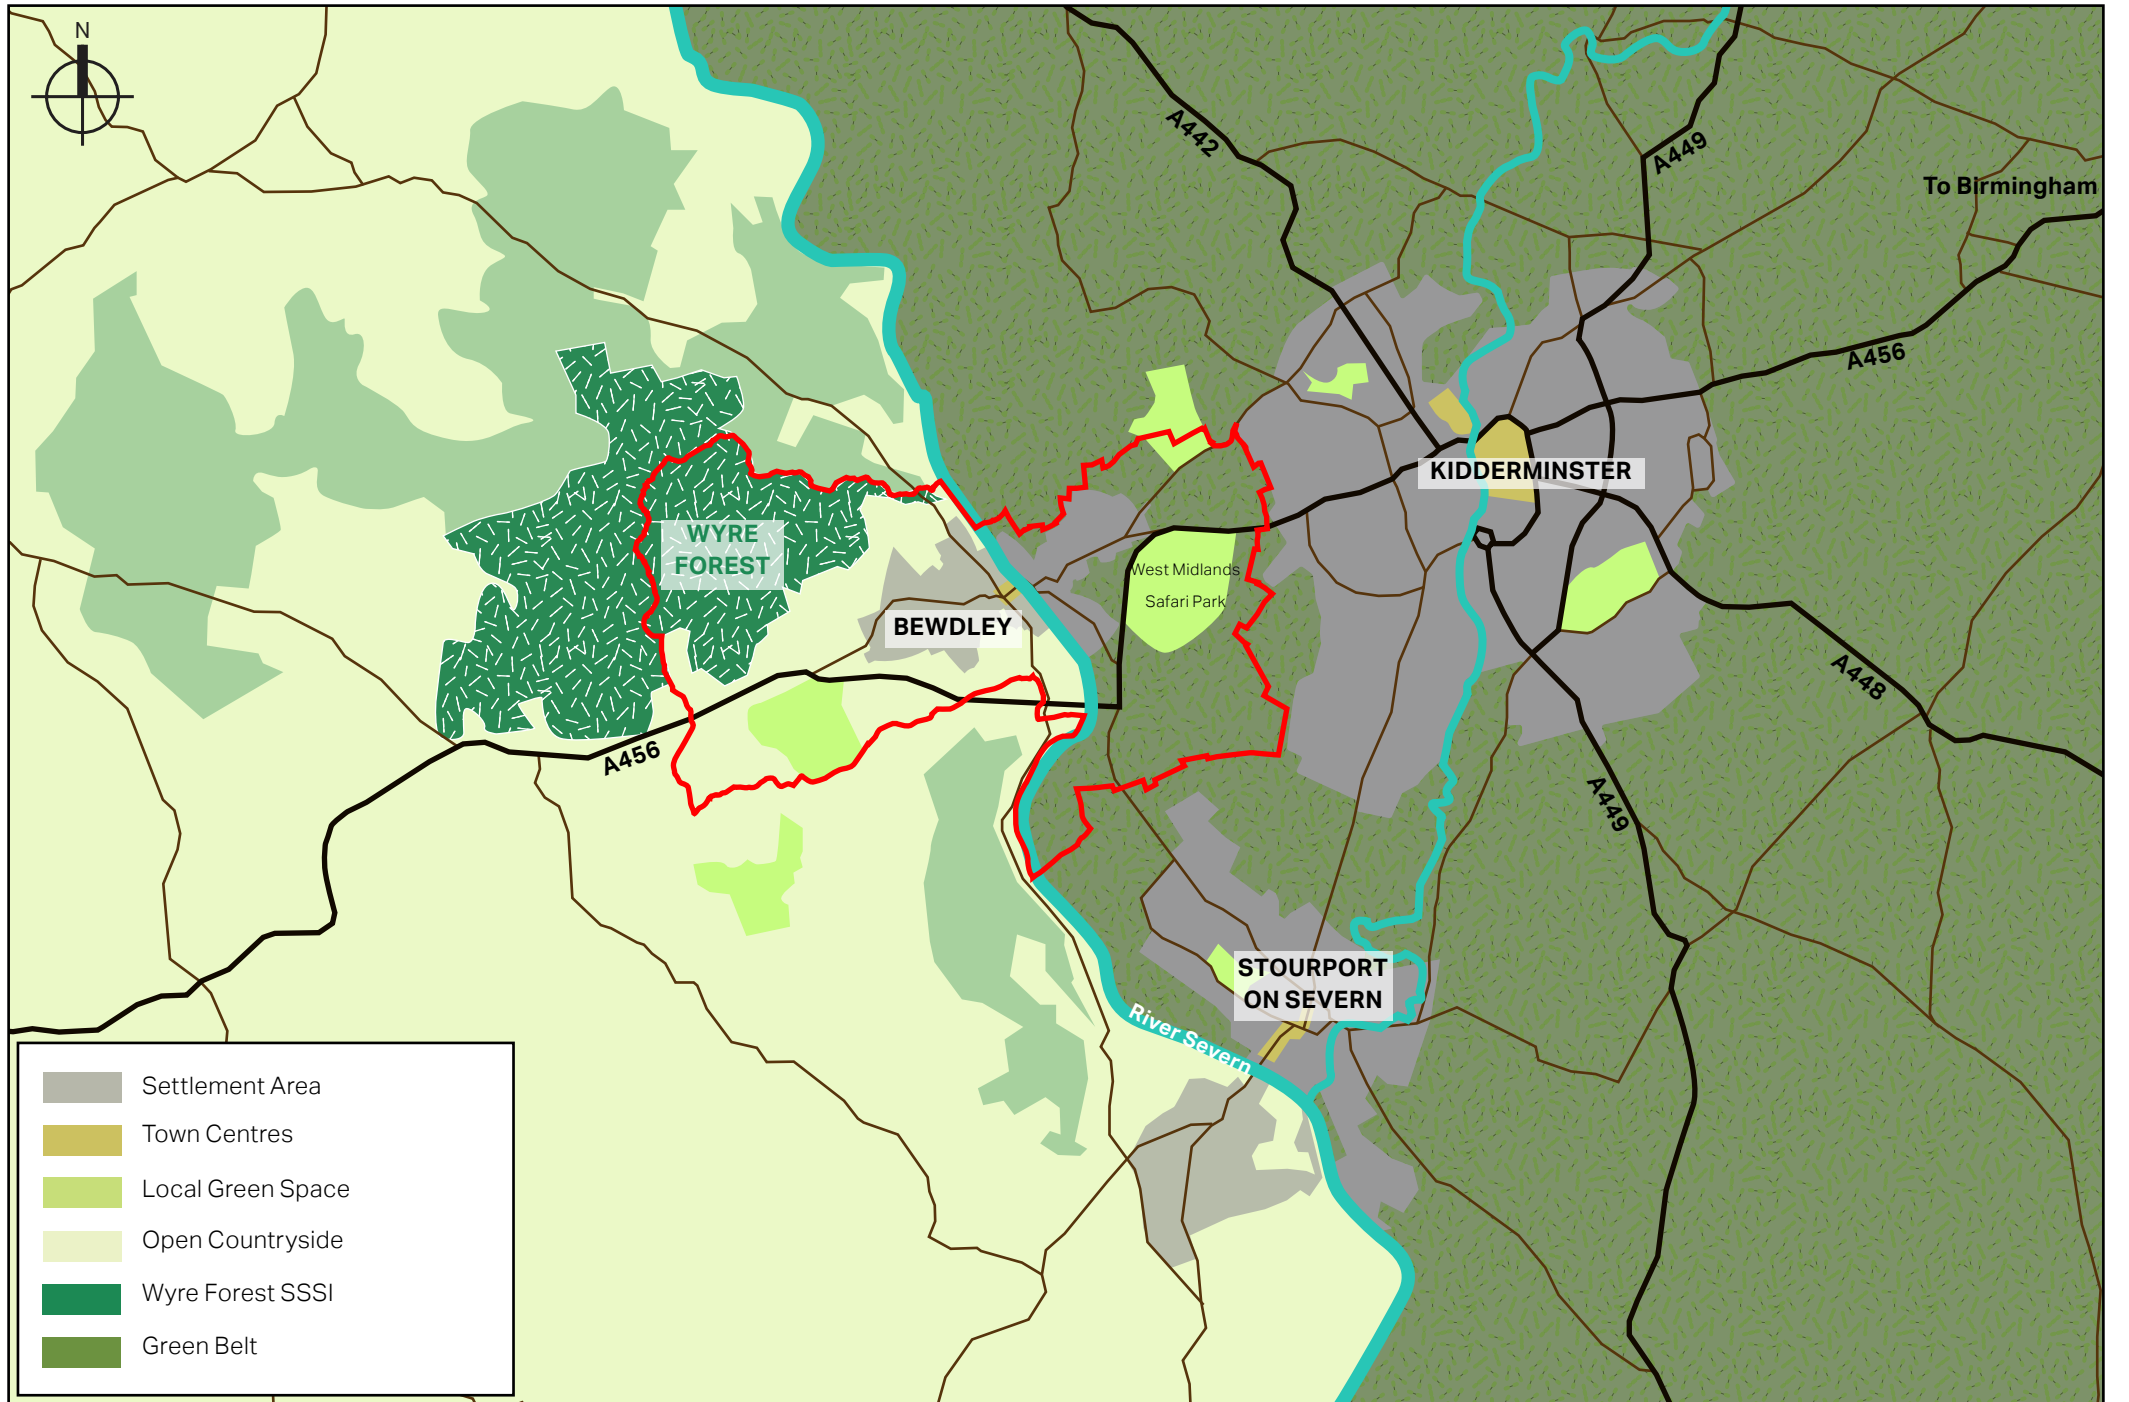 N
A442
A449
To Birmingham
A456
KIDDERMINSTER
WYRE
FOREST
West Midlands
Safari Park
BEWDLEY
A448
A456
A449
STOURPORT
ON SEVERN
River Severn
Settlement Area
Town Centres
Local Green Space
Open Countryside
Wyre Forest SSSI
Green Belt